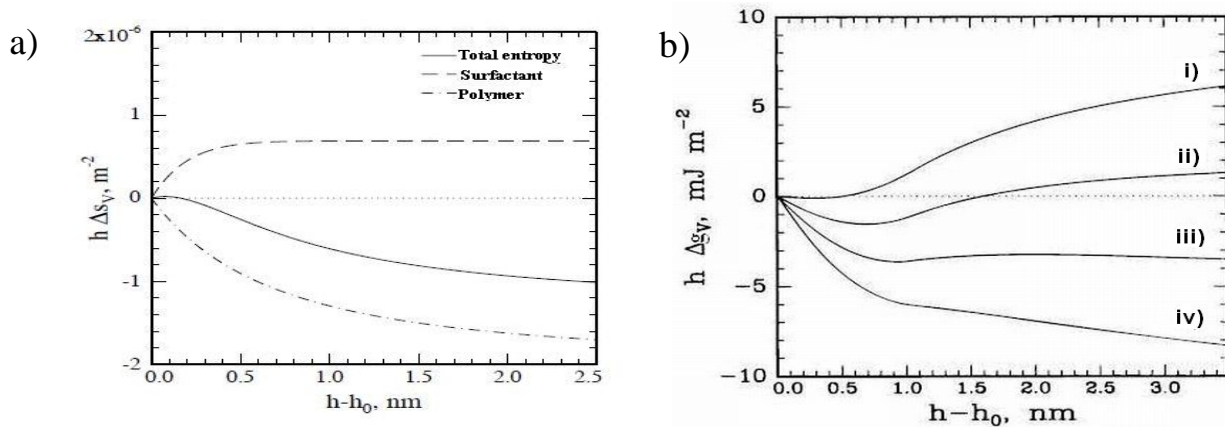 a)
2x10⁻⁶
1
0
-1
-2
h Δsᵥ, m⁻²
Total entropy
Surfactant
Polymer
0.0 0.5 1.0 1.5 2.0 2.5
h-h₀, nm
b)
10
5
0
−5
−10
h Δgᵥ, mJ m⁻²
i)
ii)
iii)
iv)
0.0 0.5 1.0 1.5 2.0 2.5 3.0
h−h₀, nm